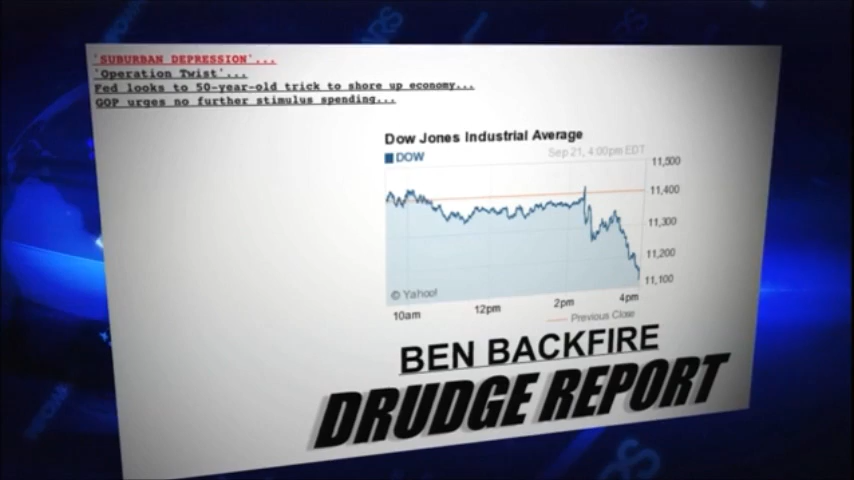 'SUBURBAN DEPRESSION'...
'Operation Twist'...
Fed looks to 50-year-old trick to shore up economy...
GOP urges no further stimulus spending...
Dow Jones Industrial Average
DOW
Sep 21, 4:00pm EDT
11,500
11,400
11,300
11,200
11,100
© Yahoo!
10am 12pm 2pm 4pm
Previous Close
BEN BACKFIRE
DRUDGE REPORT